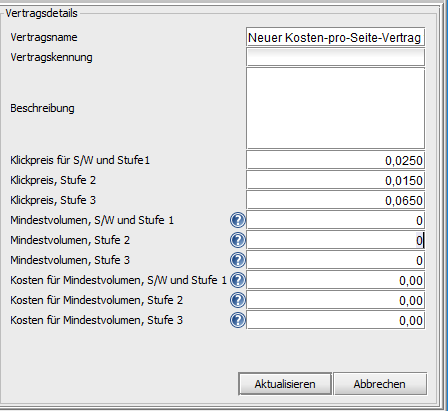 Vertragsdetails
Vertragsname Neuer Kosten-pro-Seite-Vertrag
Vertragskennung
Beschreibung
Klickpreis für S/W und Stufe1 0,0250
Klickpreis, Stufe 2 0,0150
Klickpreis, Stufe 3 0,0650
Mindestvolumen, S/W und Stufe 1 ? 0
Mindestvolumen, Stufe 2 ? 0
Mindestvolumen, Stufe 3 ? 0
Kosten für Mindestvolumen, S/W und Stufe 1 ? 0,00
Kosten für Mindestvolumen, Stufe 2 ? 0,00
Kosten für Mindestvolumen, Stufe 3 ? 0,00
Aktualisieren Abbrechen